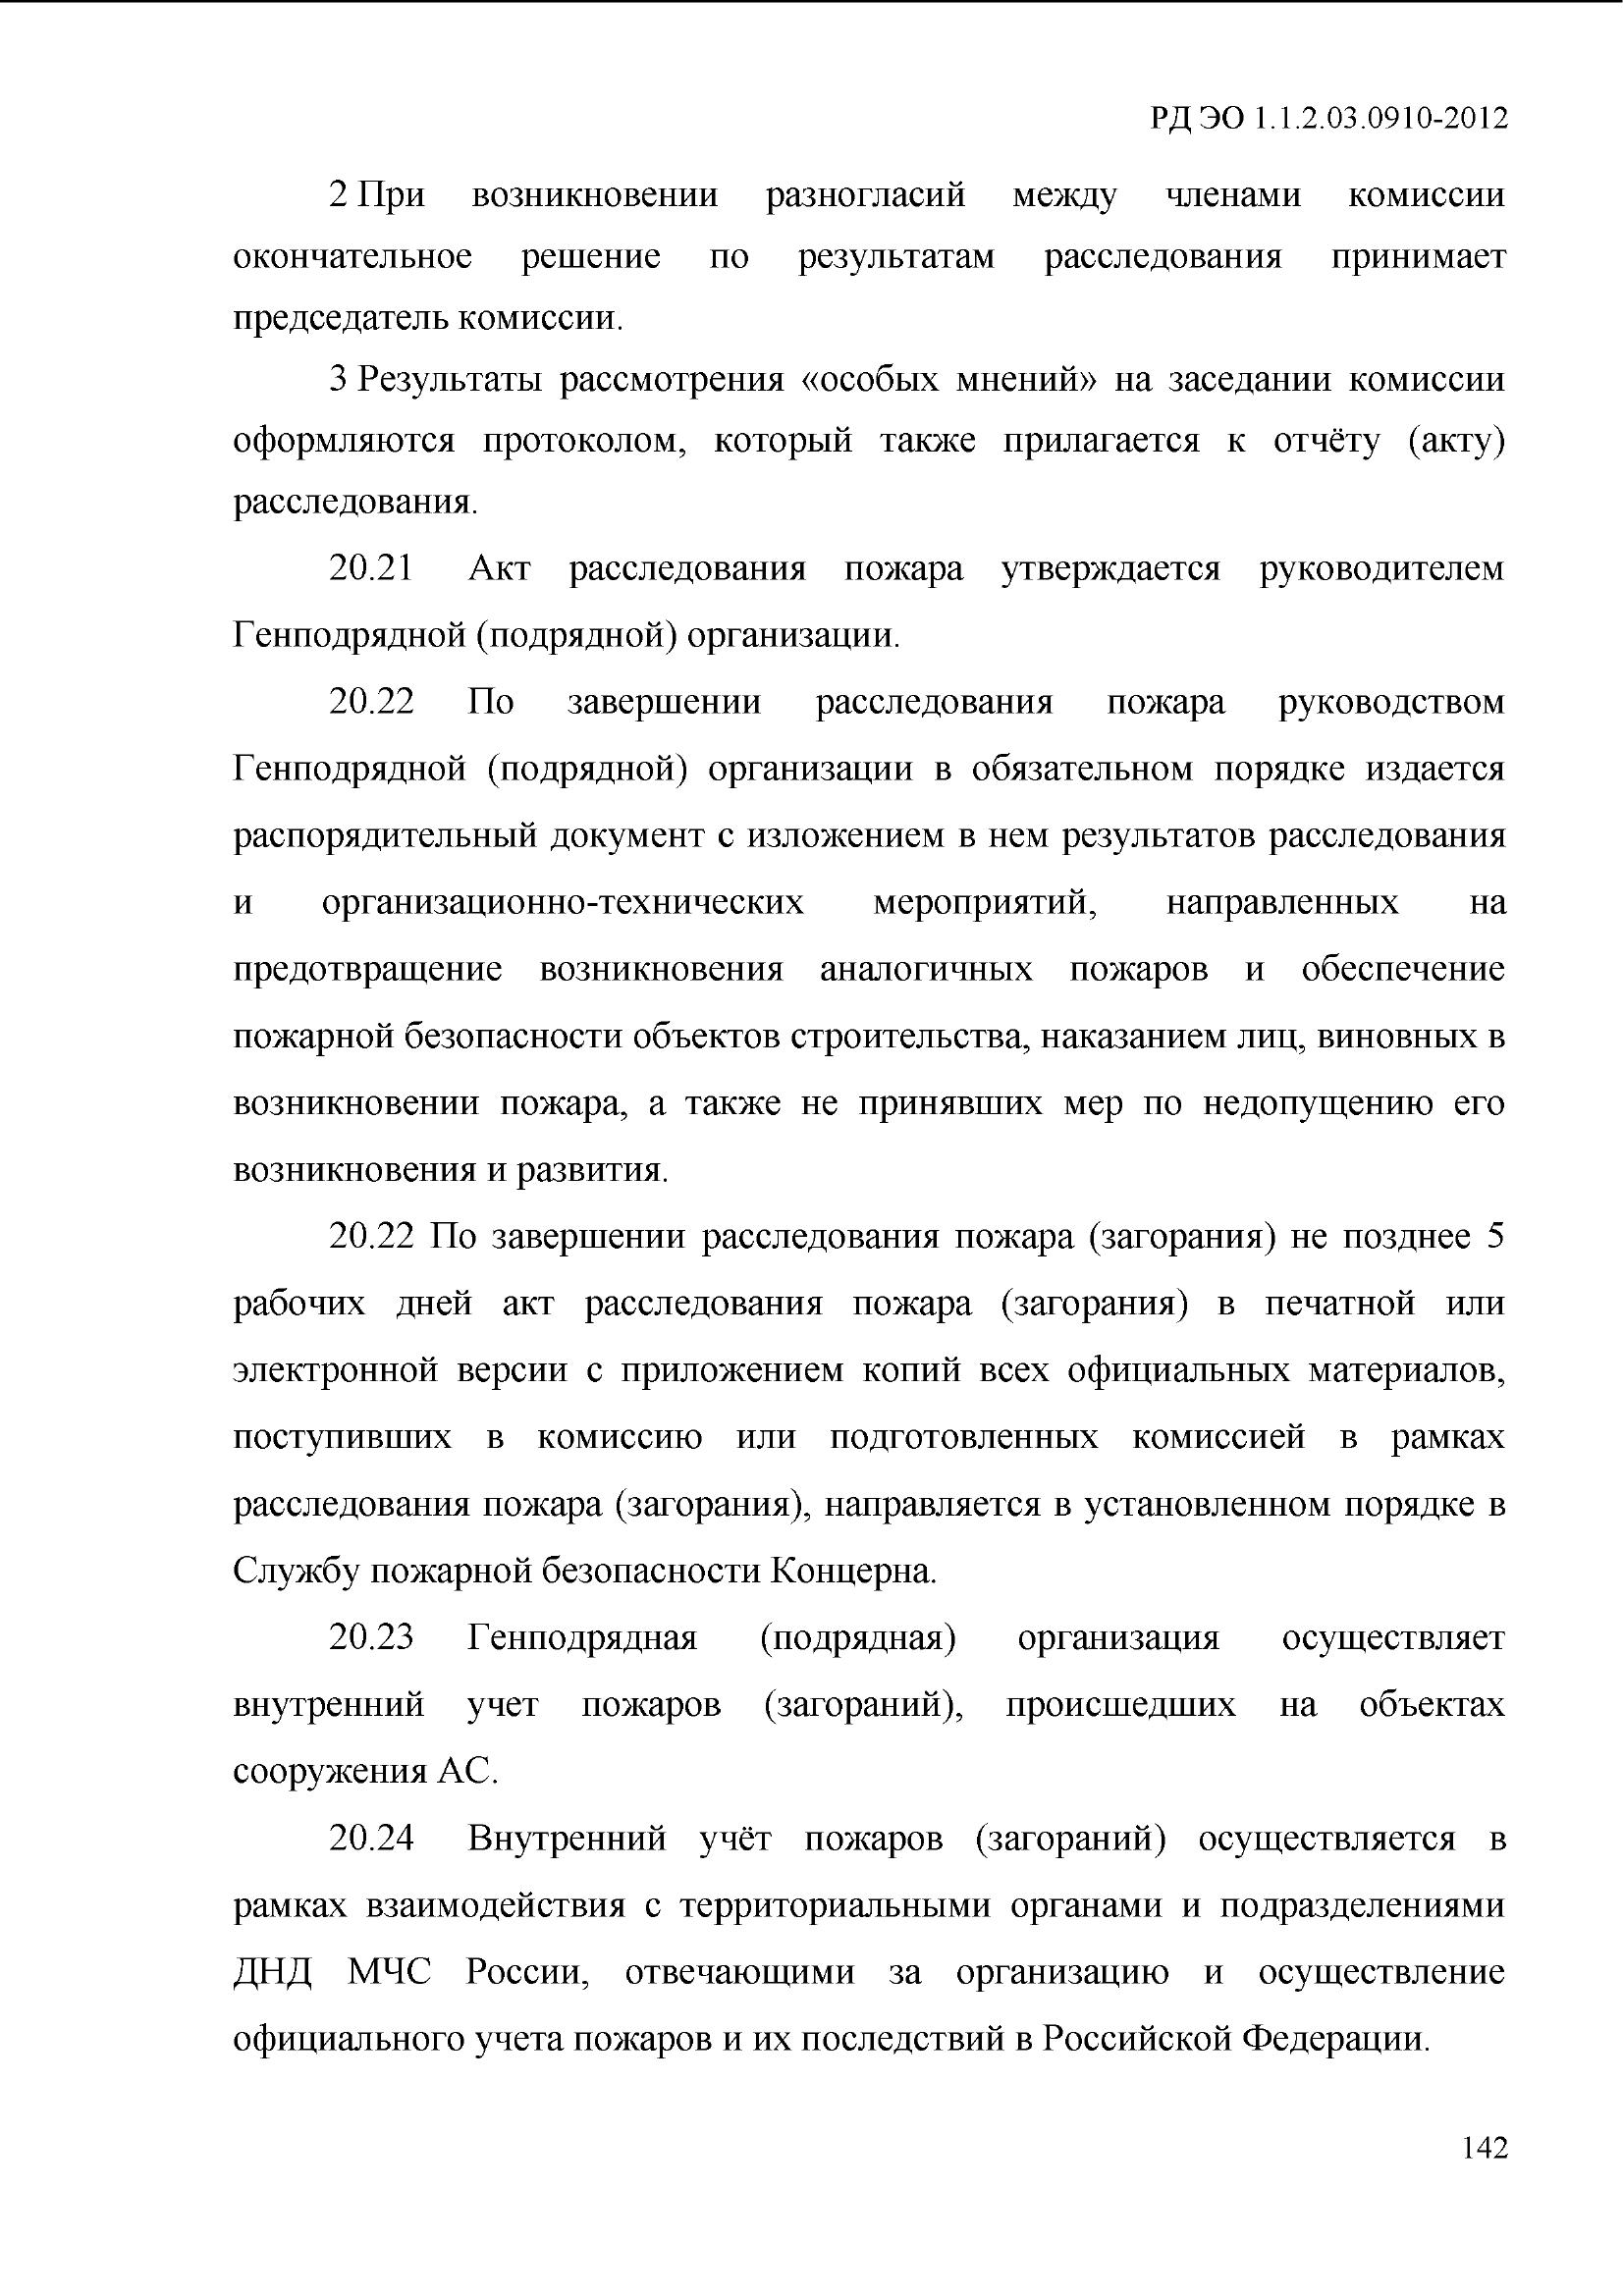 РД ЭО 1.1.2.03.0910-2012
2 При возникновении разногласий между членами комиссии
окончательное решение по результатам расследования принимает
председатель комиссии.
3 Результаты рассмотрения «особых мнений» на заседании комиссии
оформляются протоколом, который также прилагается к отчёту (акту)
расследования.
20.21 Акт расследования пожара утверждается руководителем
Генподрядной (подрядной) организации.
20.22 По завершении расследования пожара руководством
Генподрядной (подрядной) организации в обязательном порядке издается
распорядительный документ с изложением в нем результатов расследования
и организационно-технических мероприятий, направленных на
предотвращение возникновения аналогичных пожаров и обеспечение
пожарной безопасности объектов строительства, наказанием лиц, виновных в
возникновении пожара, а также не принявших мер по недопущению его
возникновения и развития.
20.22 По завершении расследования пожара (загорания) не позднее 5
рабочих дней акт расследования пожара (загорания) в печатной или
электронной версии с приложением копий всех официальных материалов,
поступивших в комиссию или подготовленных комиссией в рамках
расследования пожара (загорания), направляется в установленном порядке в
Службу пожарной безопасности Концерна.
20.23 Генподрядная (подрядная) организация осуществляет
внутренний учет пожаров (загораний), происшедших на объектах
сооружения АС.
20.24 Внутренний учёт пожаров (загораний) осуществляется в
рамках взаимодействия с территориальными органами и подразделениями
ДНД МЧС России, отвечающими за организацию и осуществление
официального учета пожаров и их последствий в Российской Федерации.
142